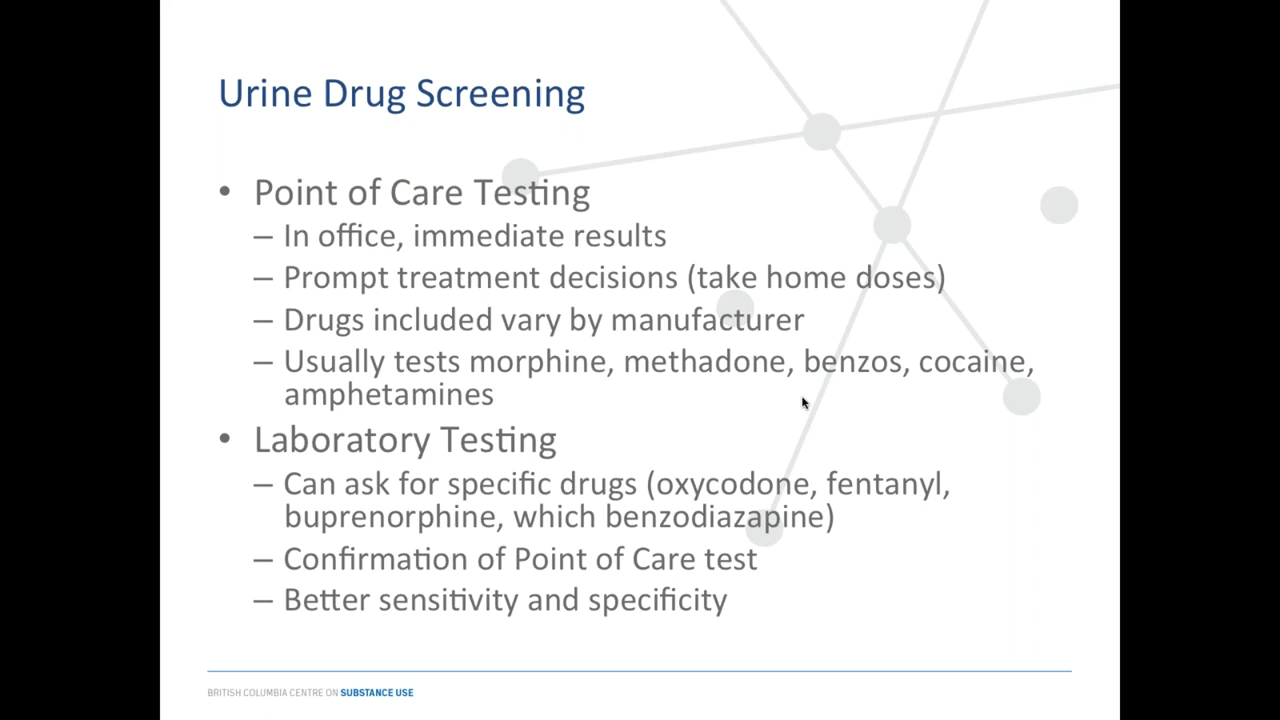 Urine Drug Screening
• Point of Care Testing
– In office, immediate results
– Prompt treatment decisions (take home doses)
– Drugs included vary by manufacturer
– Usually tests morphine, methadone, benzos, cocaine,
amphetamines
• Laboratory Testing
– Can ask for specific drugs (oxycodone, fentanyl,
buprenorphine, which benzodiazapine)
– Confirmation of Point of Care test
– Better sensitivity and specificity
BRITISH COLUMBIA CENTRE ON SUBSTANCE USE